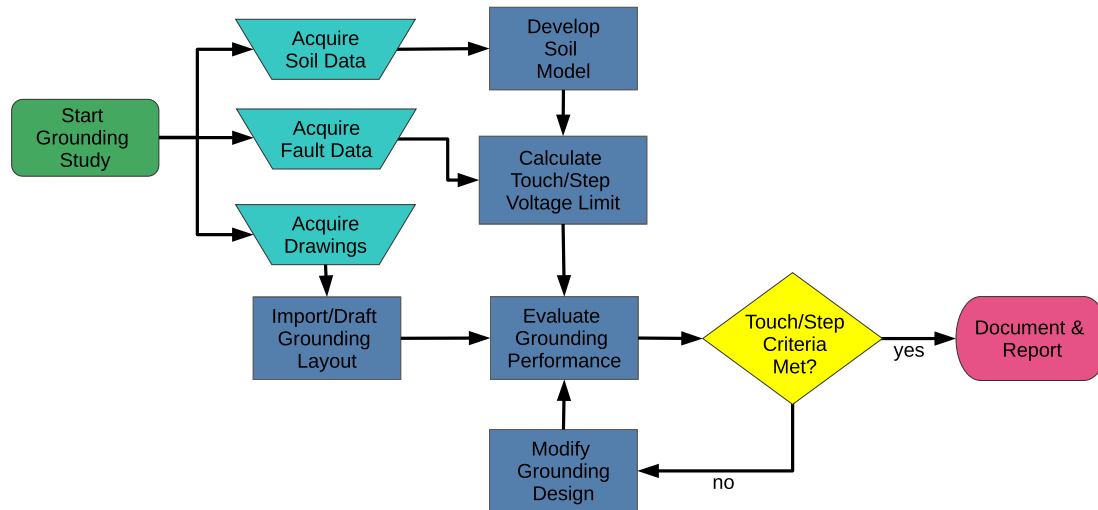 Start
Grounding
Study
Acquire
Soil Data
Acquire
Fault Data
Acquire
Drawings
Develop
Soil
Model
Calculate
Touch/Step
Voltage Limit
Import/Draft
Grounding
Layout
Evaluate
Grounding
Performance
Touch/Step
Criteria
Met?
yes
Document &
Report
no
Modify
Grounding
Design